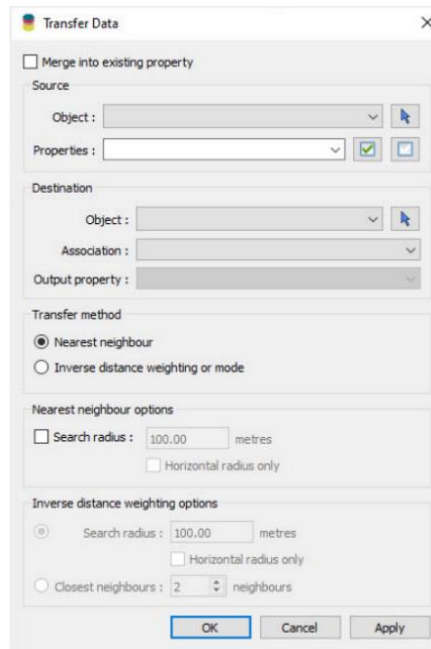 Transfer Data
Merge into existing property
Source
Object :
Properties :
Destination
Object :
Association :
Output property :
Transfer method
Nearest neighbour
Inverse distance weighting or mode
Nearest neighbour options
Search radius : 100.00 metres
Horizontal radius only
Inverse distance weighting options
Search radius : 100.00 metres
Horizontal radius only
Closest neighbours : 2 neighbours
OK Cancel Apply